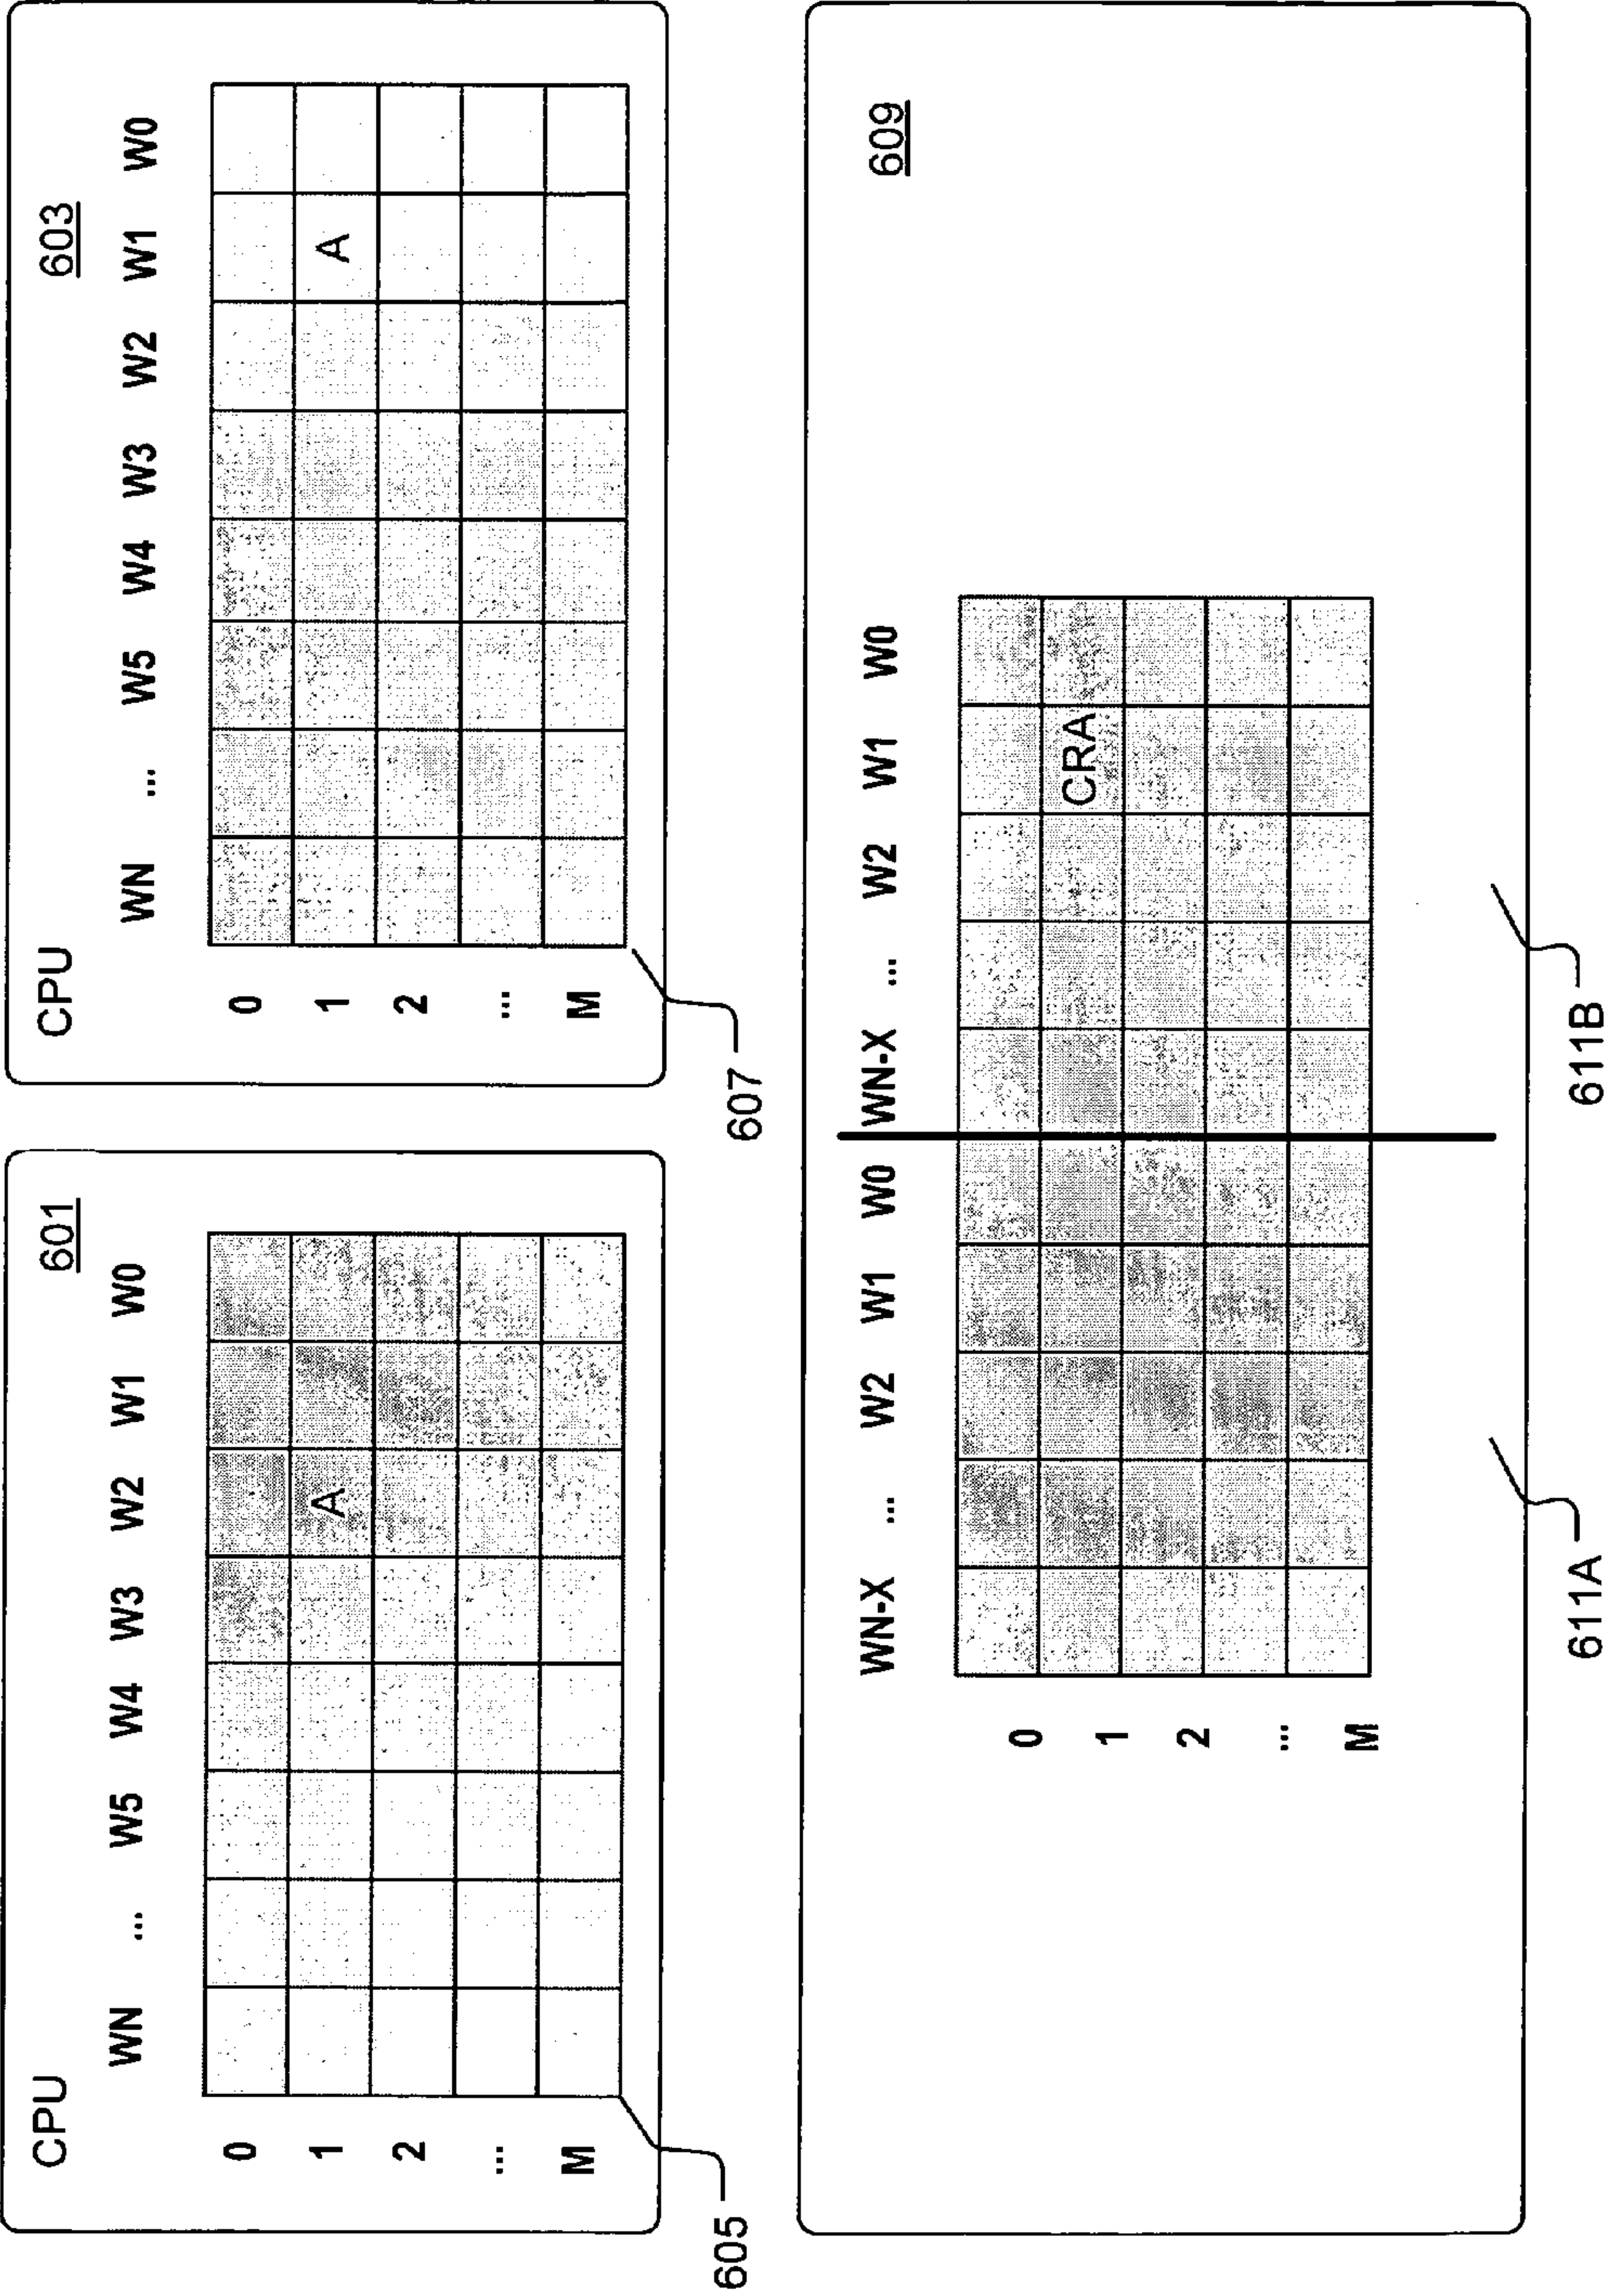 CPU
601
WN ... W5 W4 W3 W2 W1 W0
0
1 A
2
...
M
605
CPU
603
WN ... W5 W4 W3 W2 W1 W0
0
1 A
2
...
M
607
609
WN-X ... W2 W1 W0 WN-X ... W2 W1 W0
0
1 CRA
2
...
M
611A
611B